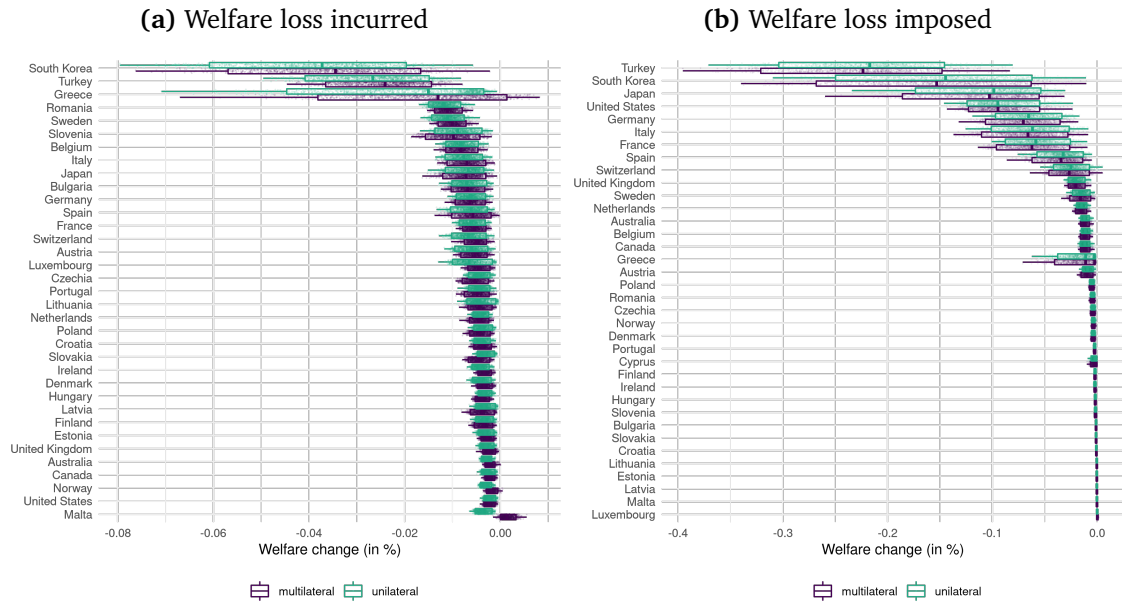 (a) Welfare loss incurred
South Korea
Turkey
Greece
Romania
Sweden
Slovenia
Belgium
Italy
Japan
Bulgaria
Germany
Spain
France
Switzerland
Austria
Luxembourg
Czechia
Portugal
Lithuania
Netherlands
Poland
Croatia
Slovakia
Ireland
Denmark
Hungary
Latvia
Finland
Estonia
United Kingdom
Australia
Canada
Norway
United States
Malta
-0.08 -0.06 -0.04 -0.02 0.00
Welfare change (in %)
multilateral unilateral
(b) Welfare loss imposed
Turkey
South Korea
Japan
United States
Germany
Italy
France
Spain
Switzerland
United Kingdom
Sweden
Netherlands
Australia
Belgium
Canada
Greece
Austria
Poland
Romania
Czechia
Norway
Denmark
Portugal
Cyprus
Finland
Ireland
Hungary
Slovenia
Bulgaria
Slovakia
Croatia
Lithuania
Estonia
Latvia
Malta
Luxembourg
-0.4 -0.3 -0.2 -0.1 0.0
Welfare change (in %)
multilateral unilateral